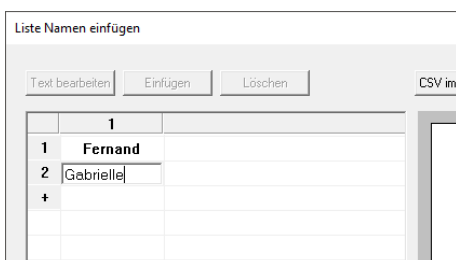 Liste Namen einfügen
Text bearbeiten Einfügen Löschen CSV im
1
1 Fernand
2 Gabrielle
+